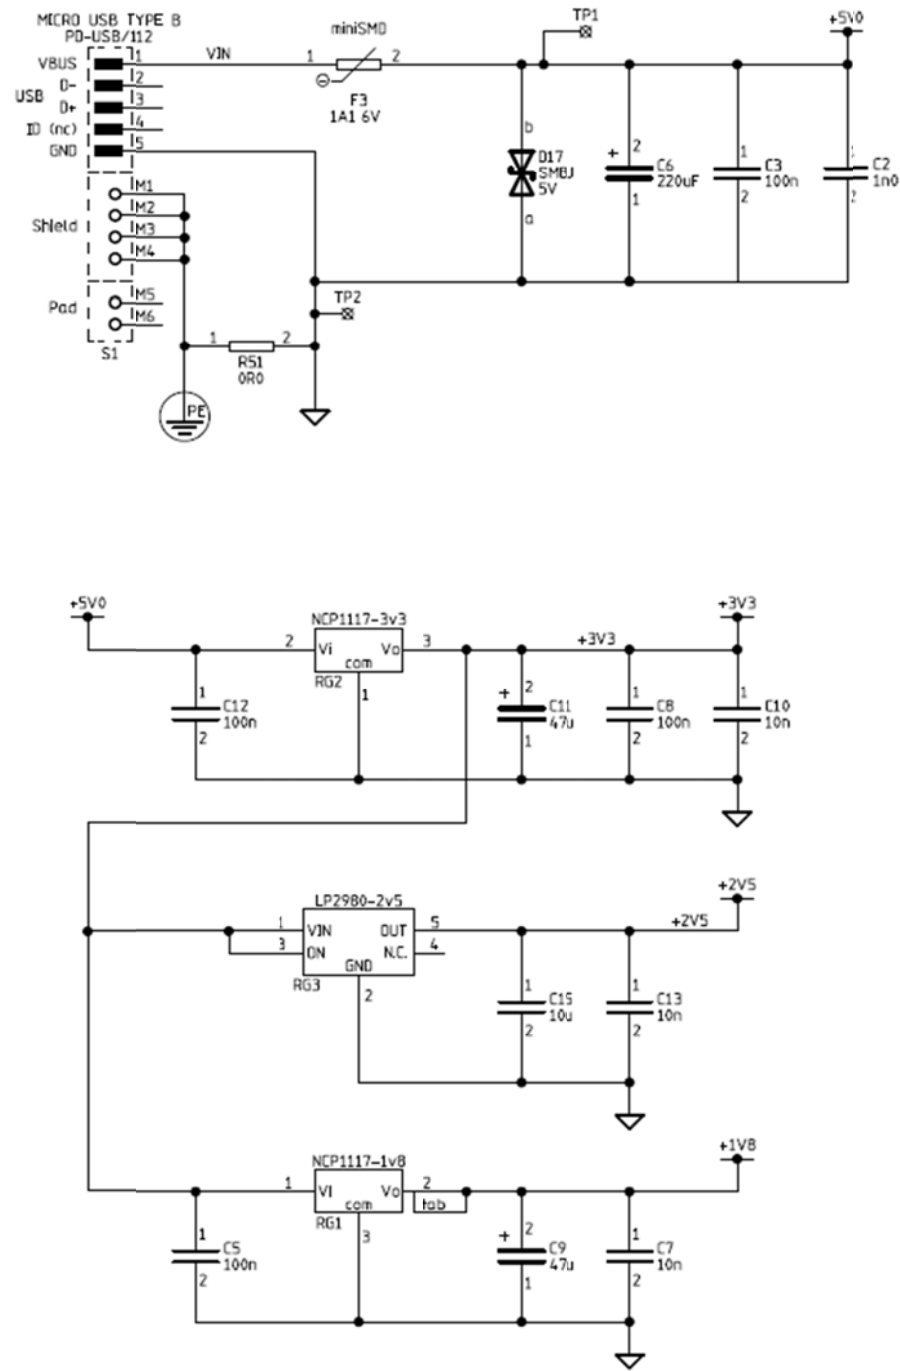 MICRO USB TYPE B
PD-USB/112
VBUS 1 VIN
D- 2
USB
D+ 3
ID (nc) 4
GND 5
miniSMD
1 2
F3
1A1 6V
TP1
+5V0
b
D17
SMBJ
5V
a
+ 2
C6
220uF
1
1
C3
100n
2
1
C2
1n0
2
Shield
M1
M2
M3
M4
Pad
M5
M6
S1
TP2
1 2
R51
0R0
PE
+5V0
NCP1117-3v3
2 Vi Vo 3
com
RG2
1
+3V3
+3V3
1
C12
100n
2
+ 2
C11
47u
1
1
C8
100n
2
1
C10
10n
2
LP2980-2v5
1 VIN OUT 5
3 ON N.C. 4
GND
RG3
2
+2V5
+2V5
1
C15
10u
2
1
C13
10n
2
NCP1117-1v8
1 VI Vo 2
com tab
RG1
3
+1V8
1
C5
100n
2
+ 2
C9
47u
1
1
C7
10n
2